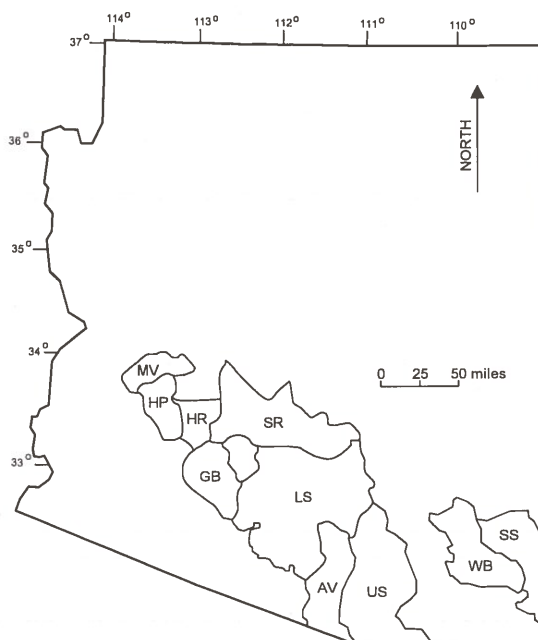 114° 113° 112° 111° 110°
37°
36°
NORTH
35°
34°
0 25 50 miles
MV
HP
HR
SR
33°
GB
LS
SS
WB
AV
US